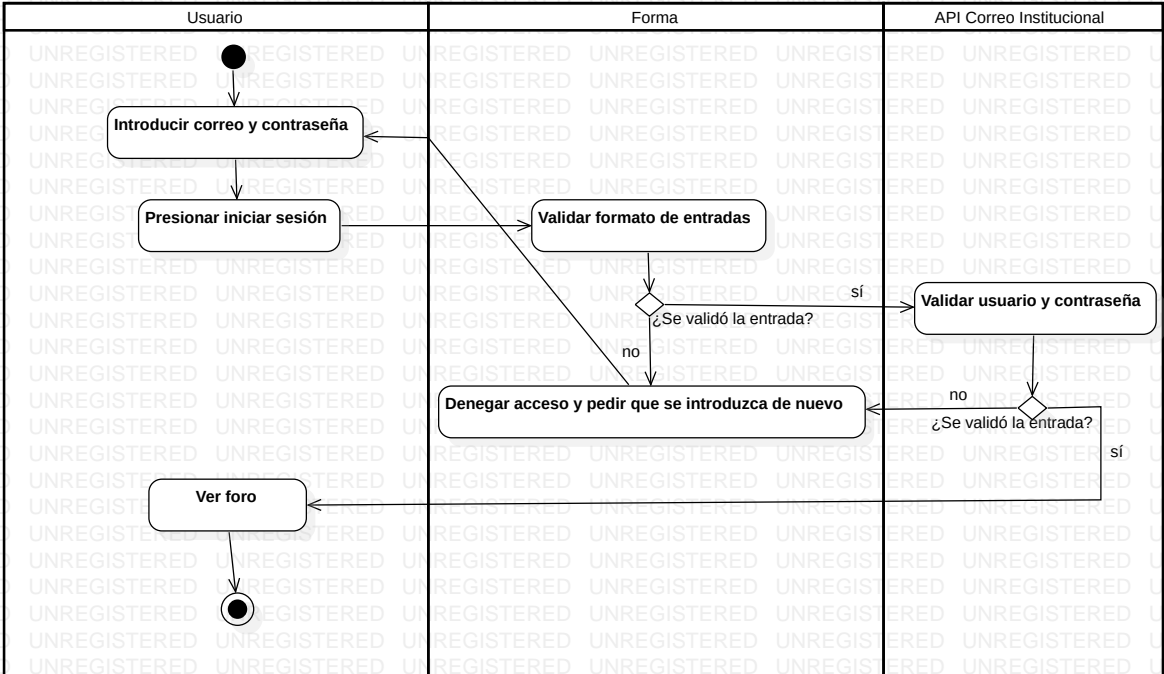 Usuario
Forma
API Correo Institucional
Introducir correo y contraseña
Presionar iniciar sesión
Validar formato de entradas
sí
Validar usuario y contraseña
¿Se validó la entrada?
no
Denegar acceso y pedir que se introduzca de nuevo
no
¿Se validó la entrada?
sí
Ver foro
UNREGISTERED